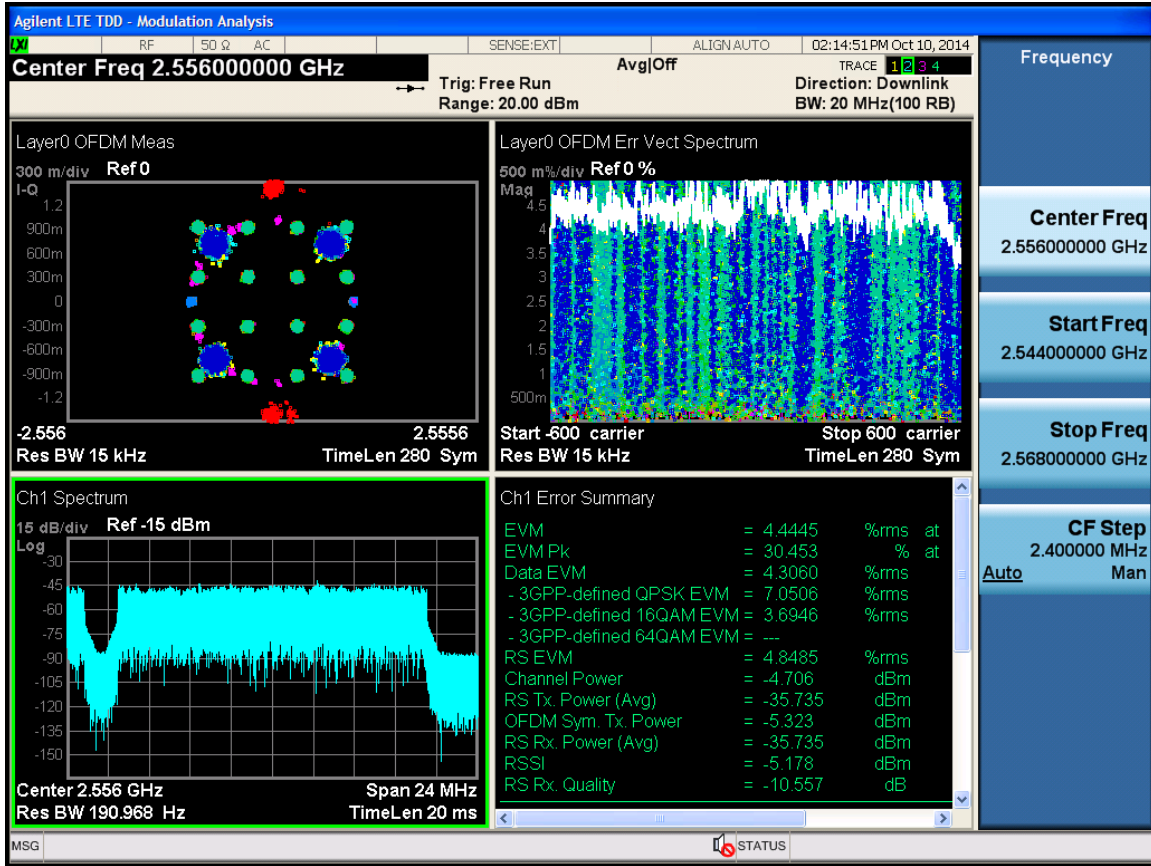 Agilent LTE TDD - Modulation Analysis
LXI RF 50 Ω AC SENSE:EXT ALIGN AUTO 02:14:51 PM Oct 10, 2014
Center Freq 2.556000000 GHz
Avg|Off
Trig: Free Run
Range: 20.00 dBm
TRACE 1 2 3 4
Direction: Downlink
BW: 20 MHz(100 RB)
Layer0 OFDM Meas
300 m/div Ref 0
I-Q
1.2
900m
600m
300m
0
-300m
-600m
-900m
-1.2
-2.556 2.5556
Res BW 15 kHz TimeLen 280 Sym
Layer0 OFDM Err Vect Spectrum
500 m%/div Ref 0 %
Mag
4.5
4
3.5
3
2.5
2
1.5
1
500m
Start -600 carrier Stop 600 carrier
Res BW 15 kHz TimeLen 280 Sym
Ch1 Spectrum
15 dB/div Ref -15 dBm
Log
-30
-45
-60
-75
-90
-105
-120
-135
-150
Center 2.556 GHz Span 24 MHz
Res BW 190.968 Hz TimeLen 20 ms
Ch1 Error Summary
EVM = 4.4445 %rms at
EVM Pk = 30.453 % at
Data EVM = 4.3060 %rms
- 3GPP-defined QPSK EVM = 7.0506 %rms
- 3GPP-defined 16QAM EVM = 3.6946 %rms
- 3GPP-defined 64QAM EVM = ---
RS EVM = 4.8485 %rms
Channel Power = -4.706 dBm
RS Tx. Power (Avg) = -35.735 dBm
OFDM Sym. Tx. Power = -5.323 dBm
RS Rx. Power (Avg) = -35.735 dBm
RSSI = -5.178 dBm
RS Rx. Quality = -10.557 dB
Frequency
Center Freq
2.556000000 GHz
Start Freq
2.544000000 GHz
Stop Freq
2.568000000 GHz
CF Step
2.400000 MHz
Auto Man
MSG STATUS